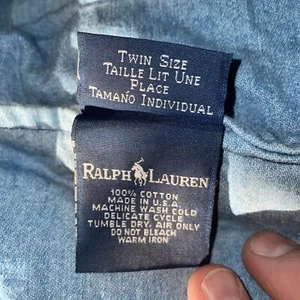 Twin Size
Taille Lit Une
Place
Tamaño Individual
Ralph Lauren
100% COTTON
MADE IN U.S.A.
MACHINE WASH COLD
DELICATE CYCLE
TUMBLE DRY, AIR ONLY
DO NOT BLEACH
WARM IRON